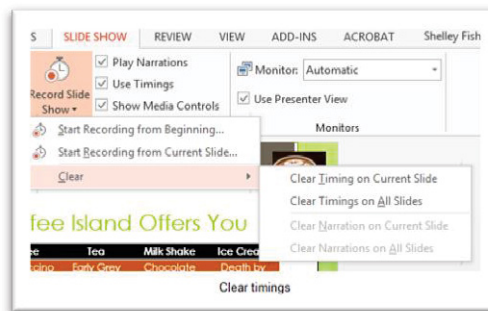 S SLIDE SHOW REVIEW VIEW ADD-INS ACROBAT Shelley Fish
Record Slide Show
Play Narrations
Use Timings
Show Media Controls
Monitor: Automatic
Use Presenter View
Monitors
Start Recording from Beginning...
Start Recording from Current Slide...
Clear
Clear Timing on Current Slide
Clear Timings on All Slides
Clear Narration on Current Slide
Clear Narrations on All Slides
fee Island Offers You
ee Tea Milk Shake Ice Crea
ccino Early Grey Chocolate Death by
Clear timings